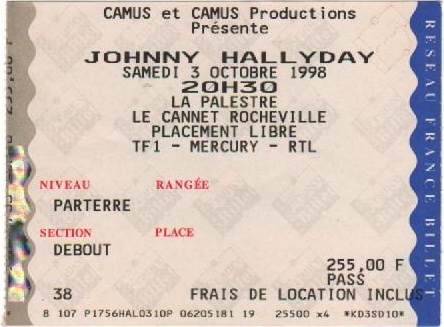 CAMUS et CAMUS Productions
Présente
JOHNNY HALLYDAY
SAMEDI 3 OCTOBRE 1998
20H30
LA PALESTRE
LE CANNET ROCHEVILLE
PLACEMENT LIBRE
TF1 - MERCURY - RTL
NIVEAU RANGÉE
PARTERRE
SECTION PLACE
DEBOUT
255,00 F
PASS
38 FRAIS DE LOCATION INCLUS
8 107 P1756HAL0310P 06205181 19 25500 x4 *KD3SD10*
RESEAU FRANCE BILLET
255,00 F